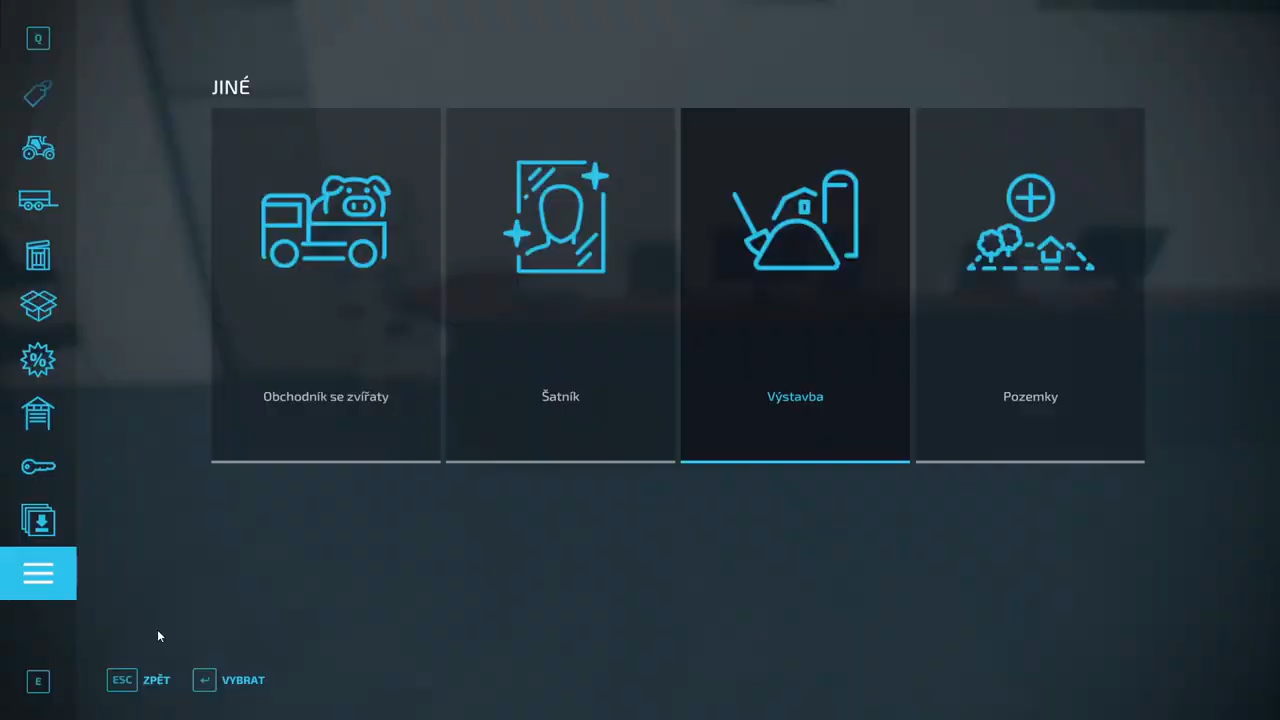 Q
JINÉ
%
Obchodník se zvířaty
Šatník
Výstavba
Pozemky
E
ESC ZPĚT
VYBRAT